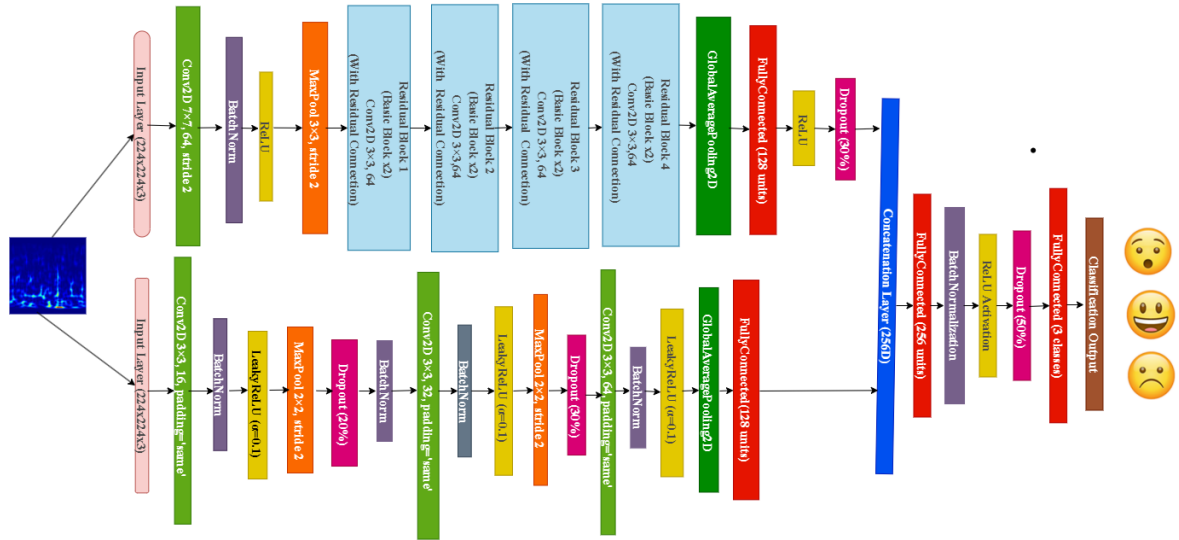 Input Layer (224x224x3)
Conv2D 7×7, 64, stride 2
BatchNorm
ReLU
MaxPool 3×3, stride 2
Residual Block 1
(Basic Block x2)
Conv2D 3×3, 64
(With Residual Connection)
Residual Block 2
(Basic Block x2)
Conv2D 3×3,64
(With Residual Connection)
Residual Block 3
(Basic Block x2)
Conv2D 3×3, 64
(With Residual Connection)
Residual Block 4
(Basic Block x2)
Conv2D 3×3,64
(With Residual Connection)
GlobalAveragePooling2D
FullyConnected (128 units)
ReLU
Dropout (30%)
Input Layer (224x224x3)
Conv2D 3×3, 16, padding='same'
BatchNorm
LeakyReLU (α=0.1)
MaxPool 2×2, stride 2
Dropout (20%)
BatchNorm
Conv2D 3×3, 32, padding='same'
BatchNorm
LeakyReLU (α=0.1)
MaxPool 2×2, stride 2
Dropout (30%)
Conv2D 3×3, 64, padding='same'
BatchNorm
LeakyReLU (α=0.1)
GlobalAveragePooling2D
FullyConnected(128 units)
Concatenation Layer (256D)
FullyConnected (256 units)
BatchNormalization
ReLU Activation
Dropout (50%)
FullyConnected (3 classes)
Classification Output